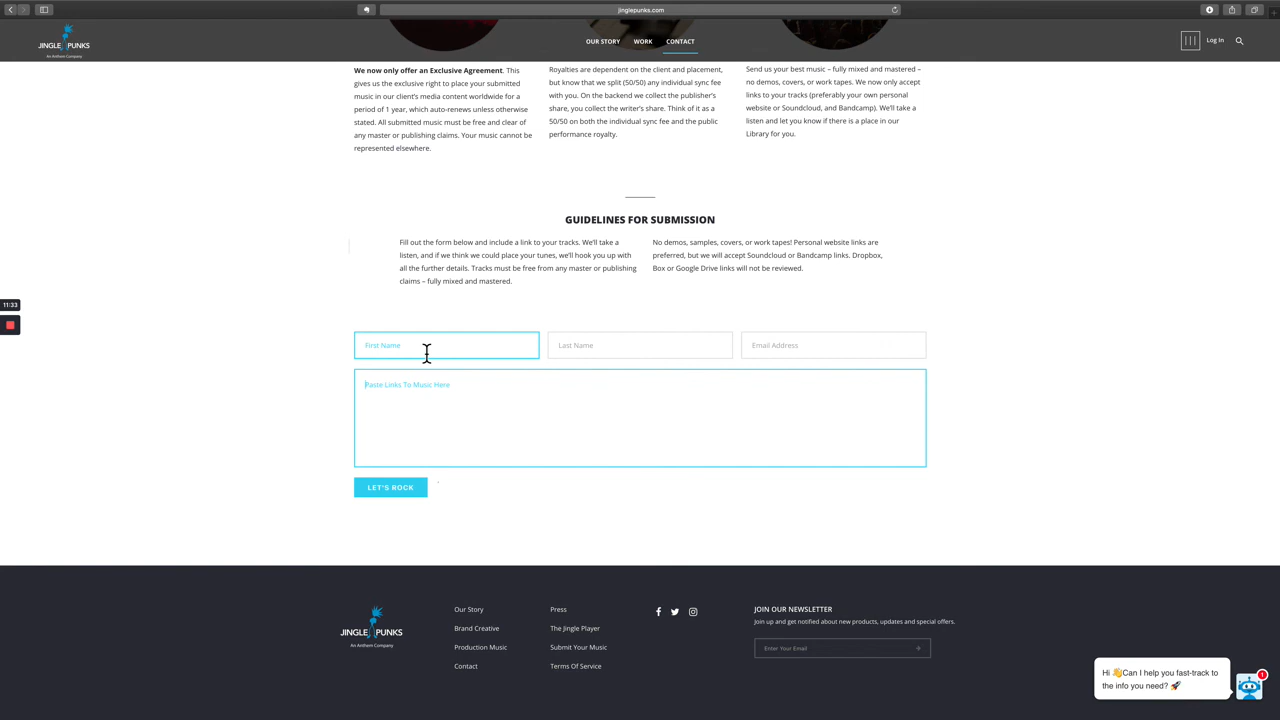 jinglepunks.com
JINGLE PUNKS
An Anthem Company
OUR STORY
WORK
CONTACT
Log In
We now only offer an Exclusive Agreement. This
gives us the exclusive right to place your submitted
music in our client's media content worldwide for a
period of 1 year, which auto-renews unless otherwise
stated. All submitted music must be free and clear of
any master or publishing claims. Your music cannot be
represented elsewhere.
Royalties are dependent on the client and placement,
but know that we split (50/50) any individual sync fee
with you. On the backend we collect the publisher's
share, you collect the writer's share. Think of it as a
50/50 on both the individual sync fee and the public
performance royalty.
Send us your best music – fully mixed and mastered –
no demos, covers, or work tapes. We now only accept
links to your tracks (preferably your own personal
website or Soundcloud, and Bandcamp). We'll take a
listen and let you know if there is a place in our
Library for you.
GUIDELINES FOR SUBMISSION
Fill out the form below and include a link to your tracks. We'll take a
listen, and if we think we could place your tunes, we'll hook you up with
all the further details. Tracks must be free from any master or publishing
claims – fully mixed and mastered.
No demos, samples, covers, or work tapes! Personal website links are
preferred, but we will accept Soundcloud or Bandcamp links. Dropbox,
Box or Google Drive links will not be reviewed.
11:33
First Name
Last Name
Email Address
Paste Links To Music Here
LET'S ROCK
JINGLE PUNKS
An Anthem Company
Our Story
Brand Creative
Production Music
Contact
Press
The Jingle Player
Submit Your Music
Terms Of Service
JOIN OUR NEWSLETTER
Join up and get notified about new products, updates and special offers.
Enter Your Email
Hi 👋Can I help you fast-track to
the info you need? 🚀
1